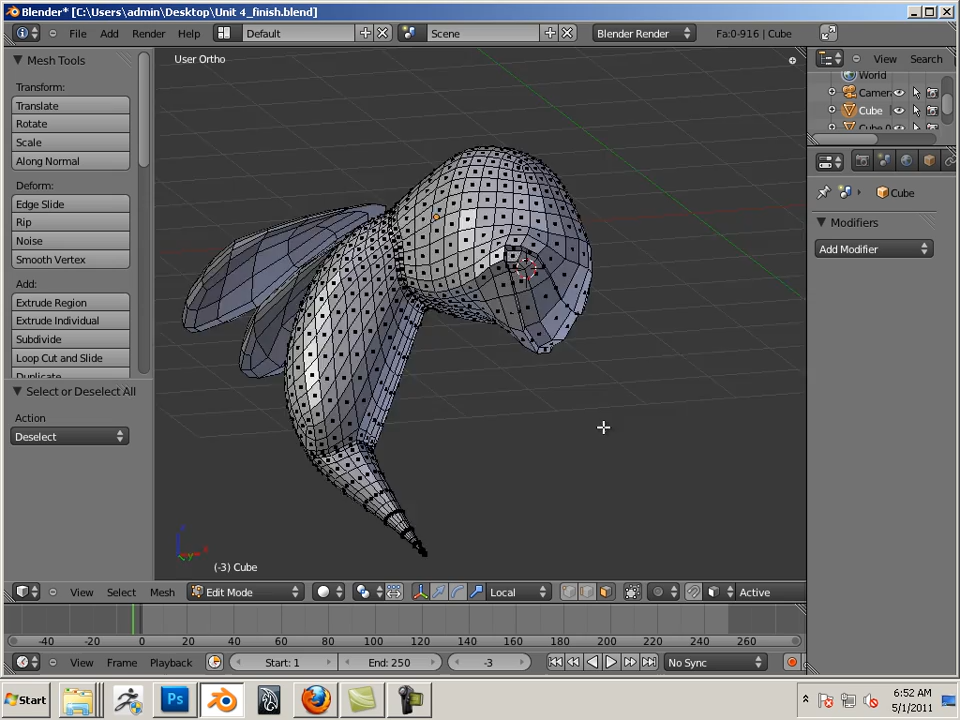 Blender* [C:\Users\admin\Desktop\Unit 4_finish.blend]
File Add Render Help Default Scene Blender Render Fa:0-916 | Cube
Mesh Tools
Transform:
Translate
Rotate
Scale
Along Normal
Deform:
Edge Slide
Rip
Noise
Smooth Vertex
Add:
Extrude Region
Extrude Individual
Subdivide
Loop Cut and Slide
Duplicate
Select or Deselect All
Action
Deselect
User Ortho
(-3) Cube
View Search
World
Camer
Cube
Cube
Modifiers
Add Modifier
View Select Mesh Edit Mode Local Active
-40 -20 0 20 40 60 80 100 120 140 160 180 200 220 240 260
View Frame Playback Start: 1 End: 250 -3 No Sync
Start Ps 6:52 AM
5/1/2011